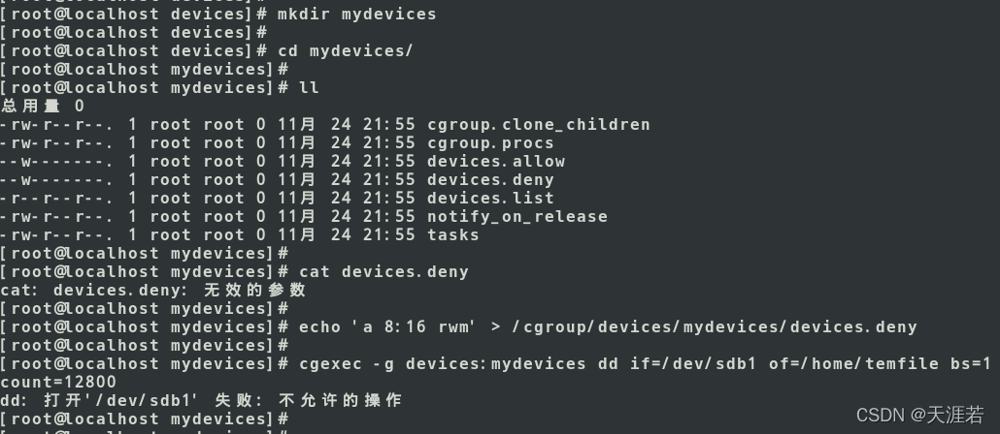 [root@localhost devices]# mkdir mydevices
[root@localhost devices]#
[root@localhost devices]# cd mydevices/
[root@localhost mydevices]#
[root@localhost mydevices]# ll
总用量 0
-rw-r--r--. 1 root root 0 11月 24 21:55 cgroup.clone_children
-rw-r--r--. 1 root root 0 11月 24 21:55 cgroup.procs
--w-------. 1 root root 0 11月 24 21:55 devices.allow
--w-------. 1 root root 0 11月 24 21:55 devices.deny
-r--r--r--. 1 root root 0 11月 24 21:55 devices.list
-rw-r--r--. 1 root root 0 11月 24 21:55 notify_on_release
-rw-r--r--. 1 root root 0 11月 24 21:55 tasks
[root@localhost mydevices]#
[root@localhost mydevices]# cat devices.deny
cat: devices.deny: 无效的参数
[root@localhost mydevices]#
[root@localhost mydevices]# echo 'a 8:16 rwm' > /cgroup/devices/mydevices/devices.deny
[root@localhost mydevices]#
[root@localhost mydevices]# cgexec -g devices:mydevices dd if=/dev/sdb1 of=/home/temfile bs=1
count=12800
dd: 打开'/dev/sdb1' 失败: 不允许的操作
[root@localhost mydevices]#
CSDN @天涯若